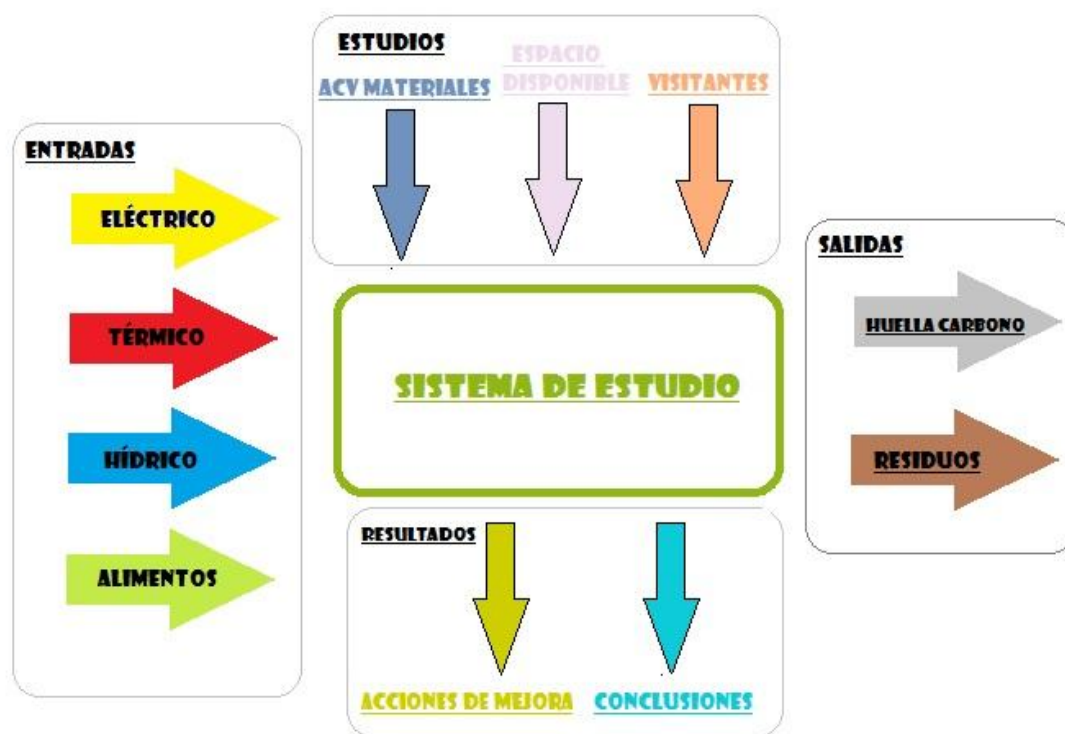 ESTUDIOS
ACV MATERIALES
ESPACIO
DISPONIBLE
VISITANTES
ENTRADAS
ELÉCTRICO
TÉRMICO
HÍDRICO
ALIMENTOS
SISTEMA DE ESTUDIO
SALIDAS
HUELLA CARBONO
RESIDUOS
RESULTADOS
ACCIONES DE MEJORA
CONCLUSIONES